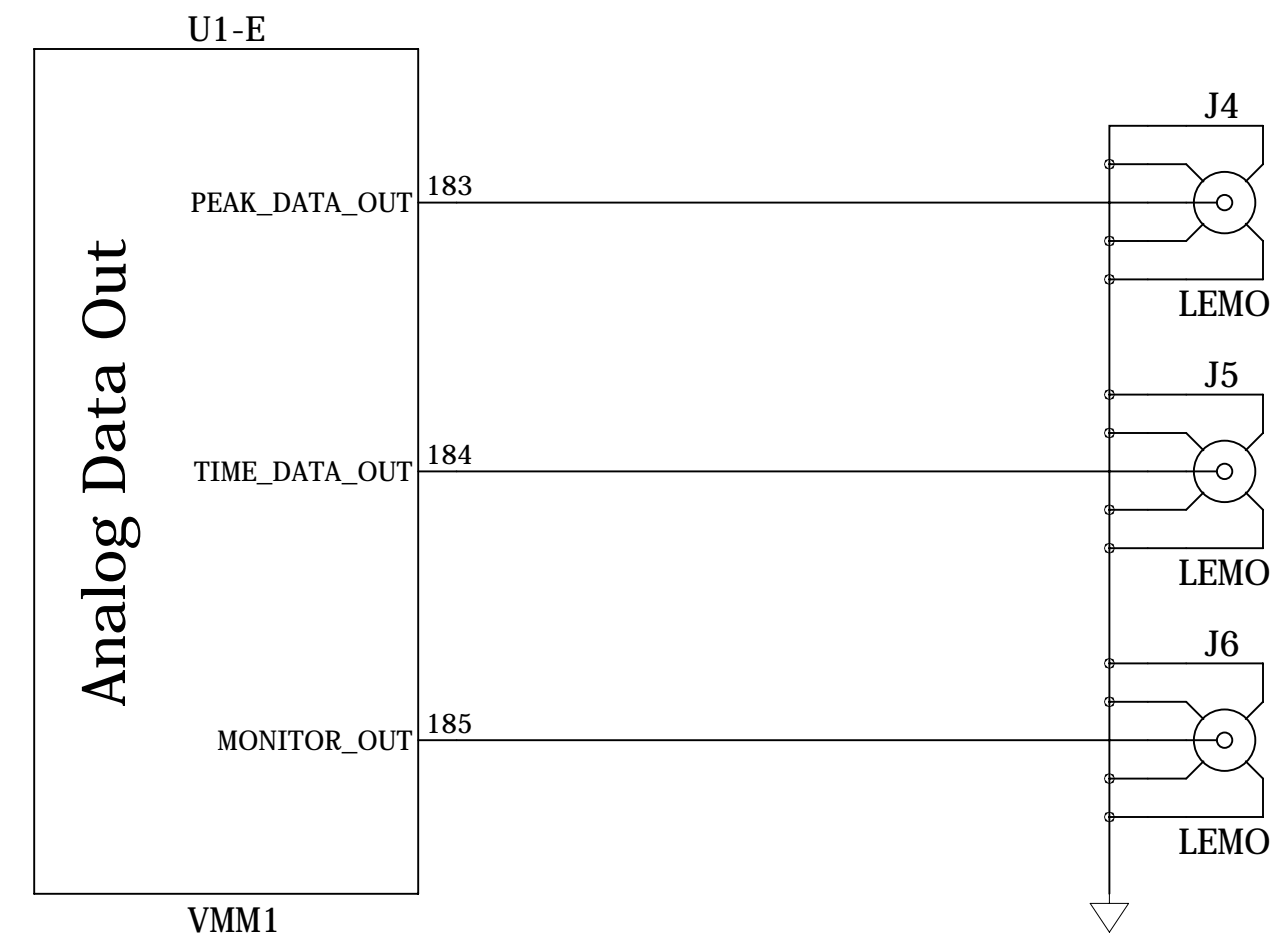 U1-E
Analog Data Out
PEAK_DATA_OUT
183
TIME_DATA_OUT
184
MONITOR_OUT
185
VMM1
J4
LEMO
J5
LEMO
J6
LEMO